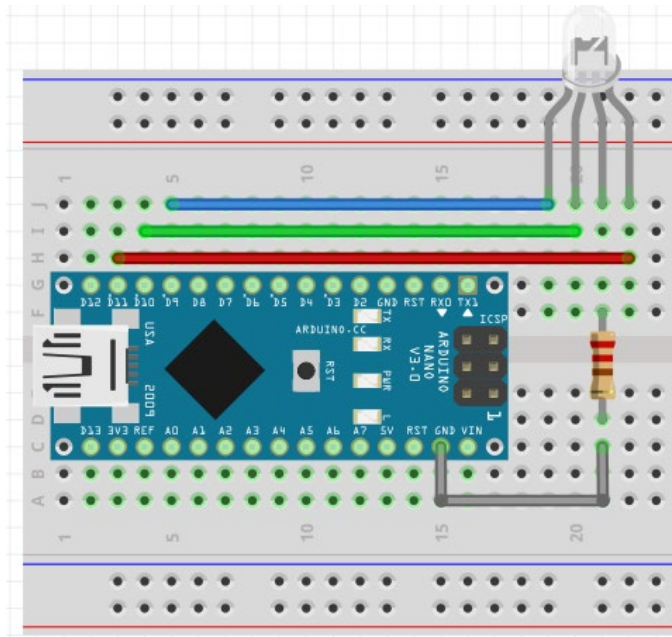 1 5 10 15 20
J
I
H
G
F
D12 D11 D10 D9 D8 D7 D6 D5 D4 D3 D2 GND RST RX0 TX1
TX
RX
PWR
L
ICSP
1
ARDUINO.CC
RST
ARDUINO
NANO
V3.0
USA
2009
D13 3V3 REF A0 A1 A2 A3 A4 A5 A6 A7 5V RST GND VIN
D
C
B
A
1 5 10 15 20